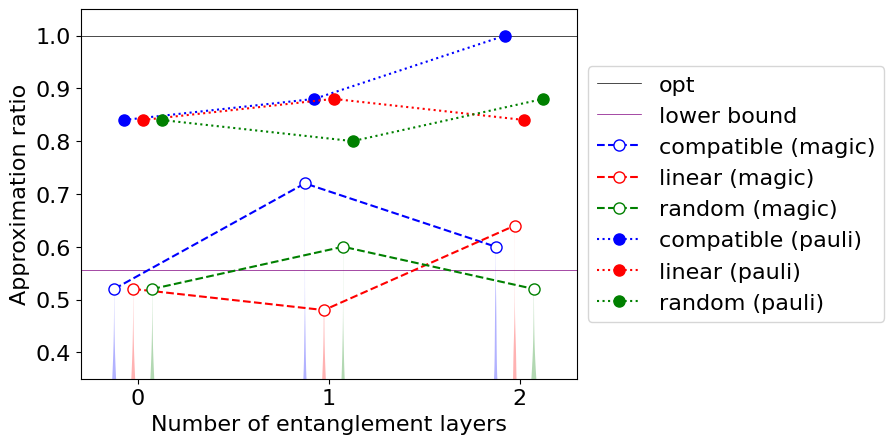 Approximation ratio
1.0
0.9
0.8
0.7
0.6
0.5
0.4
0
1
2
Number of entanglement layers
opt
lower bound
compatible (magic)
linear (magic)
random (magic)
compatible (pauli)
linear (pauli)
random (pauli)